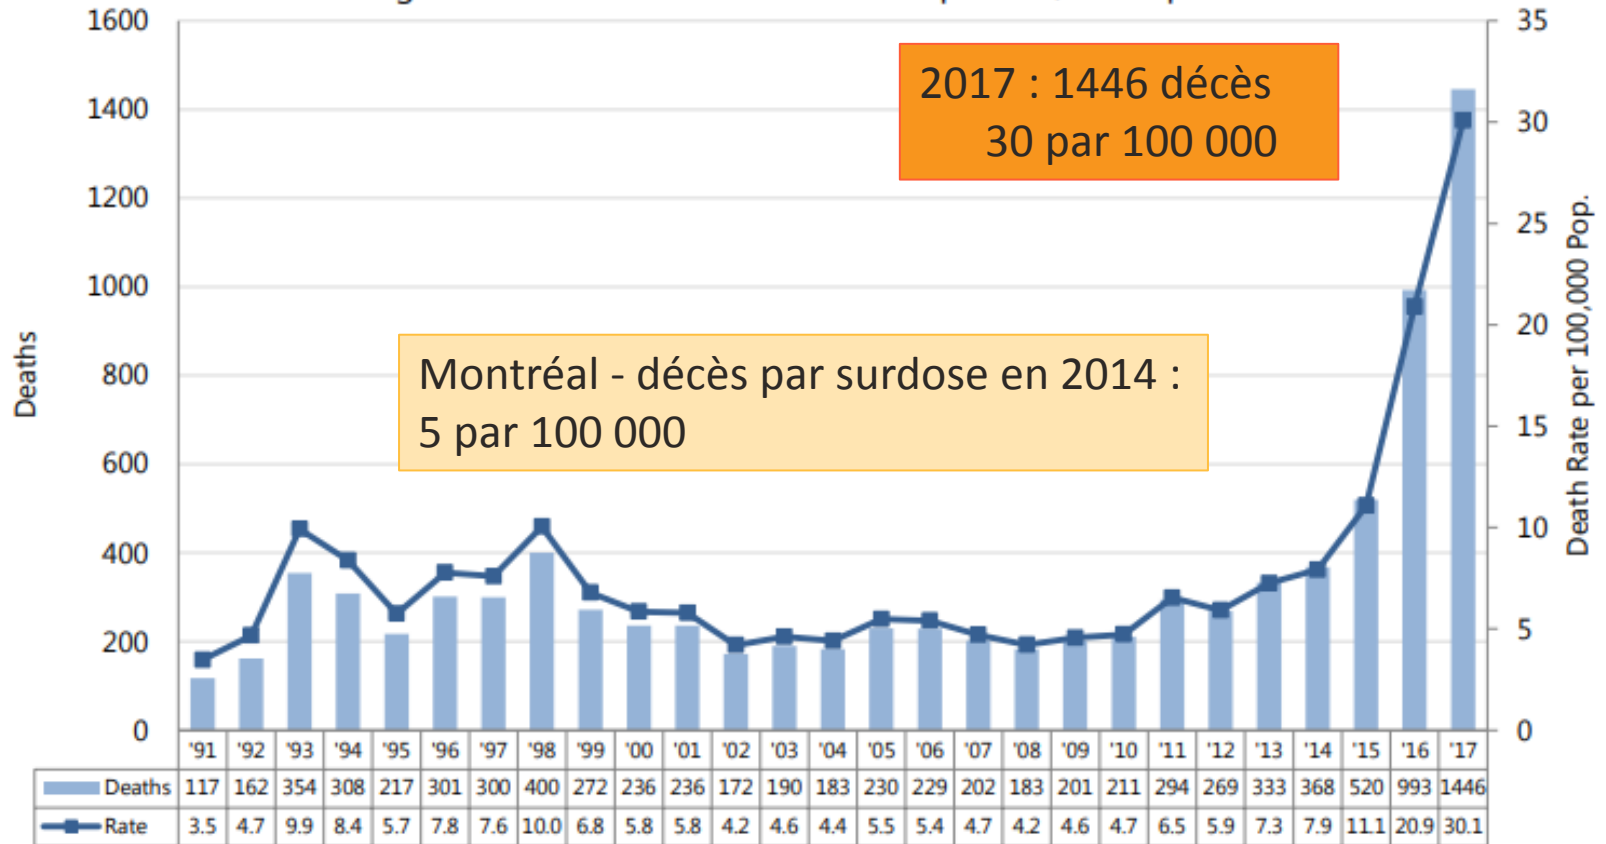 1600
1400
1200
1000
800
600
400
200
0
Deaths
35
30
25
20
15
10
5
0
Death Rate per 100,000 Pop.
2017 : 1446 décès
30 par 100 000
Montréal - décès par surdose en 2014 :
5 par 100 000
'91 '92 '93 '94 '95 '96 '97 '98 '99 '00 '01 '02 '03 '04 '05 '06 '07 '08 '09 '10 '11 '12 '13 '14 '15 '16 '17
Deaths 117 162 354 308 217 301 300 400 272 236 236 172 190 183 230 229 202 183 201 211 294 269 333 368 520 993 1446
Rate 3.5 4.7 9.9 8.4 5.7 7.8 7.6 10.0 6.8 5.8 5.8 4.2 4.6 4.4 5.5 5.4 4.7 4.2 4.6 4.7 6.5 5.9 7.3 7.9 11.1 20.9 30.1